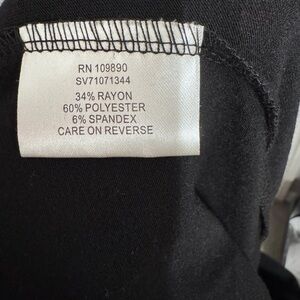 RN 109890
SV71071344
34% RAYON
60% POLYESTER
6% SPANDEX
CARE ON REVERSE